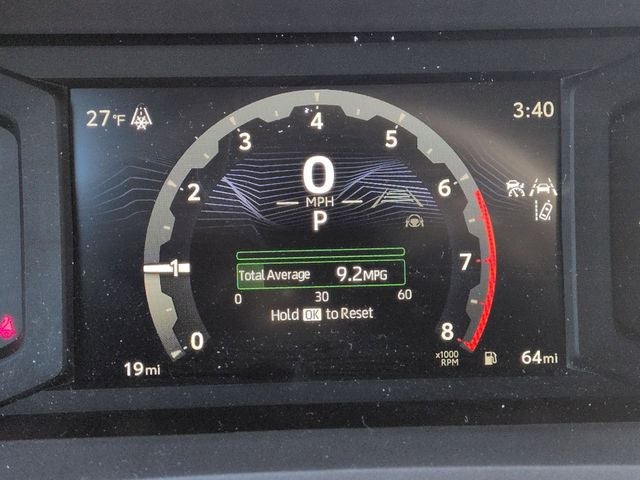 27°F
3:40
0 1 2 3 4 5 6 7 8
0
MPH
P
Total Average 9.2MPG
0 30 60
Hold OK to Reset
x1000
RPM
19mi
64mi